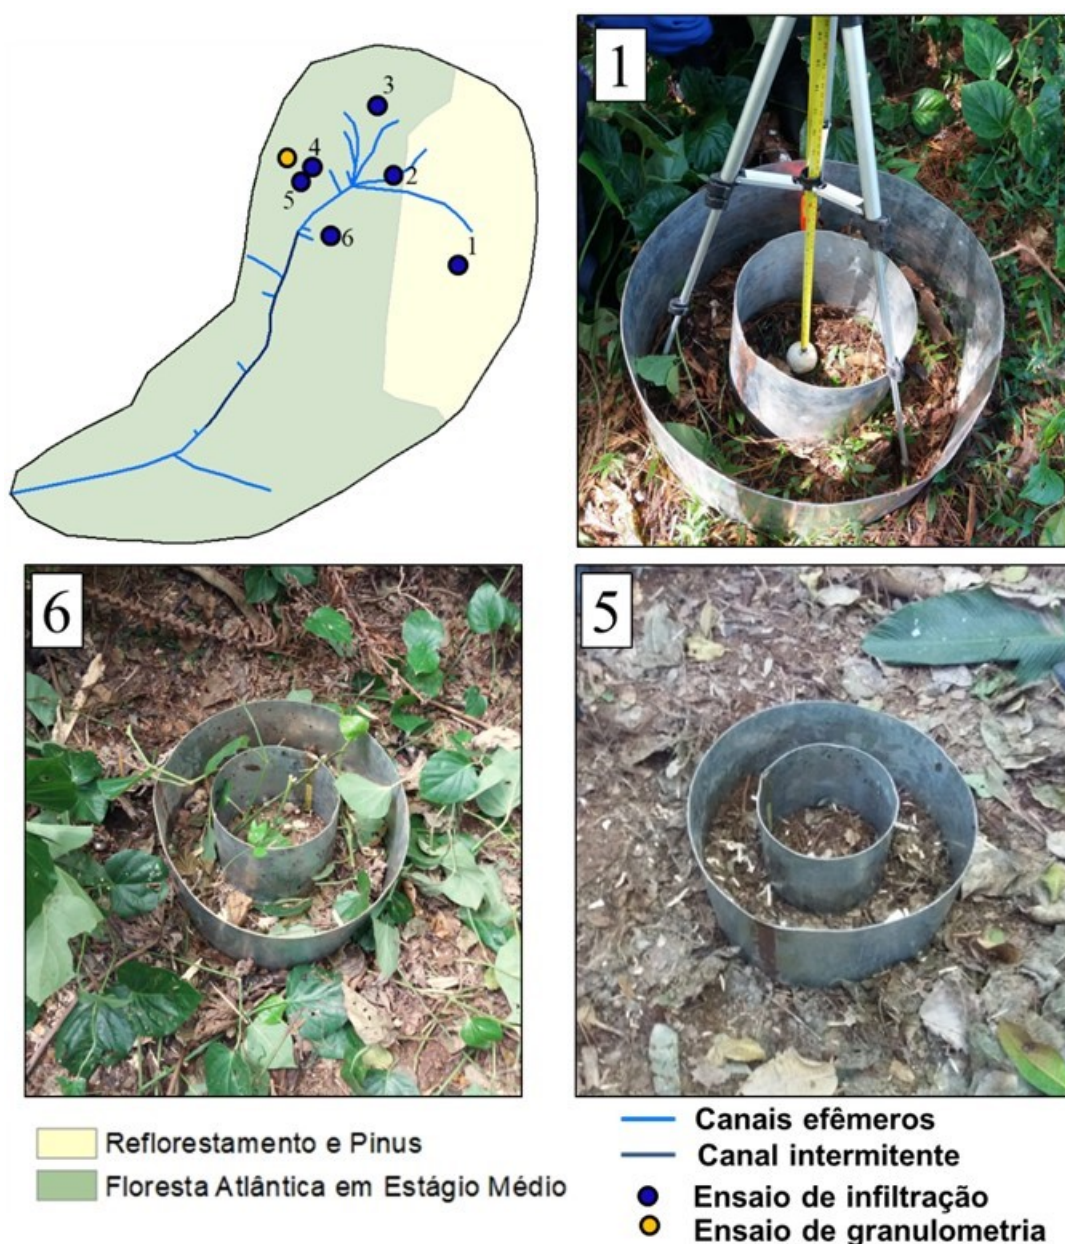 1
3
4
2
5
6
1
6
5
Reflorestamento e Pinus
Floresta Atlântica em Estágio Médio
Canais efêmeros
Canal intermitente
Ensaio de infiltração
Ensaio de granulometria